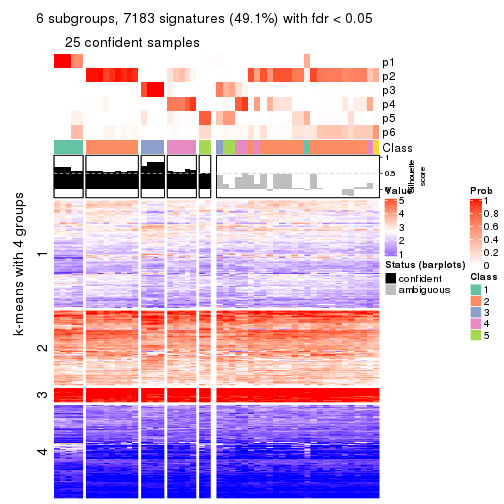 6 subgroups, 7183 signatures (49.1%) with fdr < 0.05
25 confident samples
p1
p2
p3
p4
p5
p6
Class
1
0.5
0
Silhouette
score
k-means with 4 groups
1
2
3
4
Value
5
4
3
2
1
Status (barplots)
confident
ambiguous
Prob
1
0.8
0.6
0.4
0.2
0
Class
1
2
3
4
5